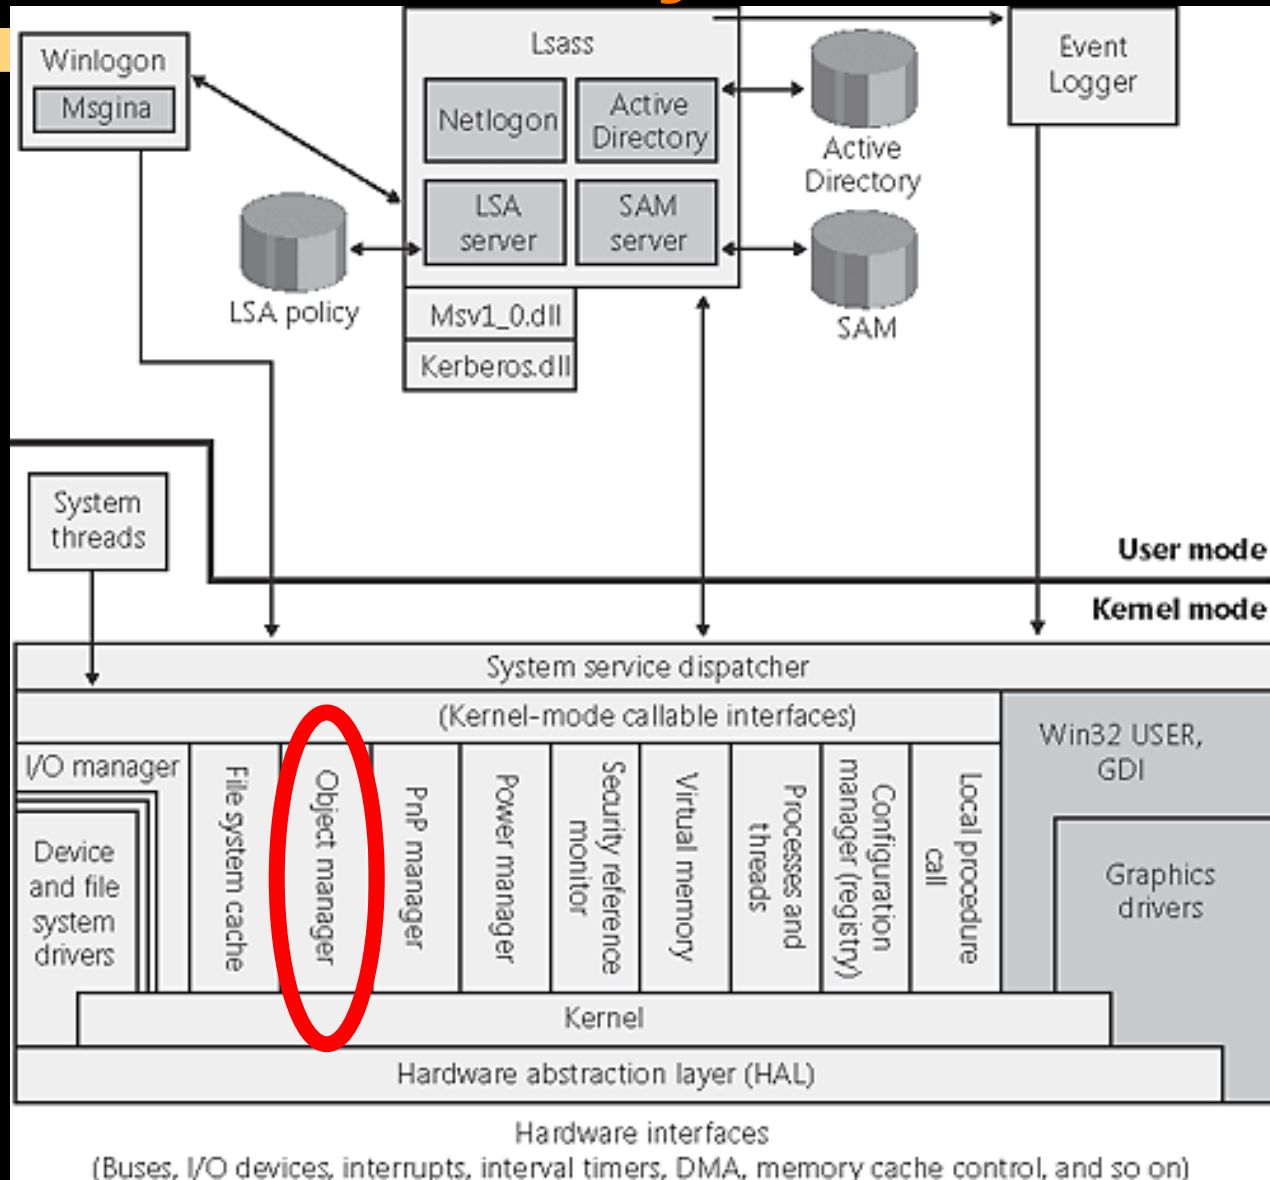 Winlogon
Msgina
Lsass
Netlogon
Active
Directory
LSA
server
SAM
server
Msv1_0.dll
Kerberos.dll
LSA policy
Active
Directory
SAM
Event
Logger
System
threads
User mode
Kernel mode
System service dispatcher
(Kernel-mode callable interfaces)
I/O manager
Device
and file
system
drivers
File system cache
Object manager
PnP manager
Power manager
Security reference
monitor
Virtual memory
Processes and
threads
Configuration
manager (registry)
Local procedure
call
Win32 USER,
GDI
Graphics
drivers
Kernel
Hardware abstraction layer (HAL)
Hardware interfaces
(Buses, I/O devices, interrupts, interval timers, DMA, memory cache control, and so on)